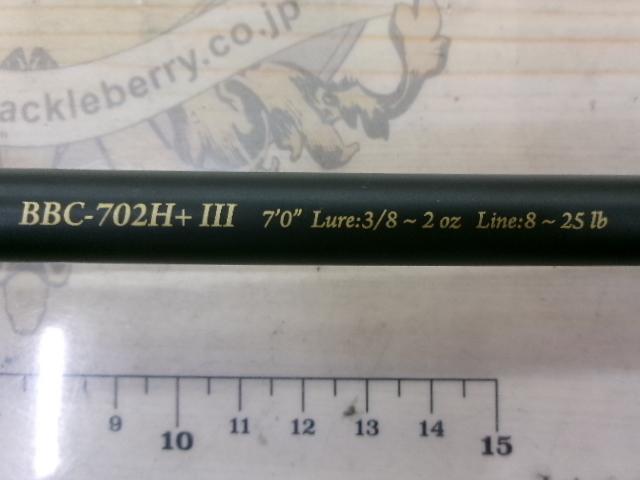 ackleberry.co.jp
BBC-702H+ III 7'0" Lure:3/8 ~ 2 oz Line:8 ~ 25 lb
9 10 11 12 13 14 15